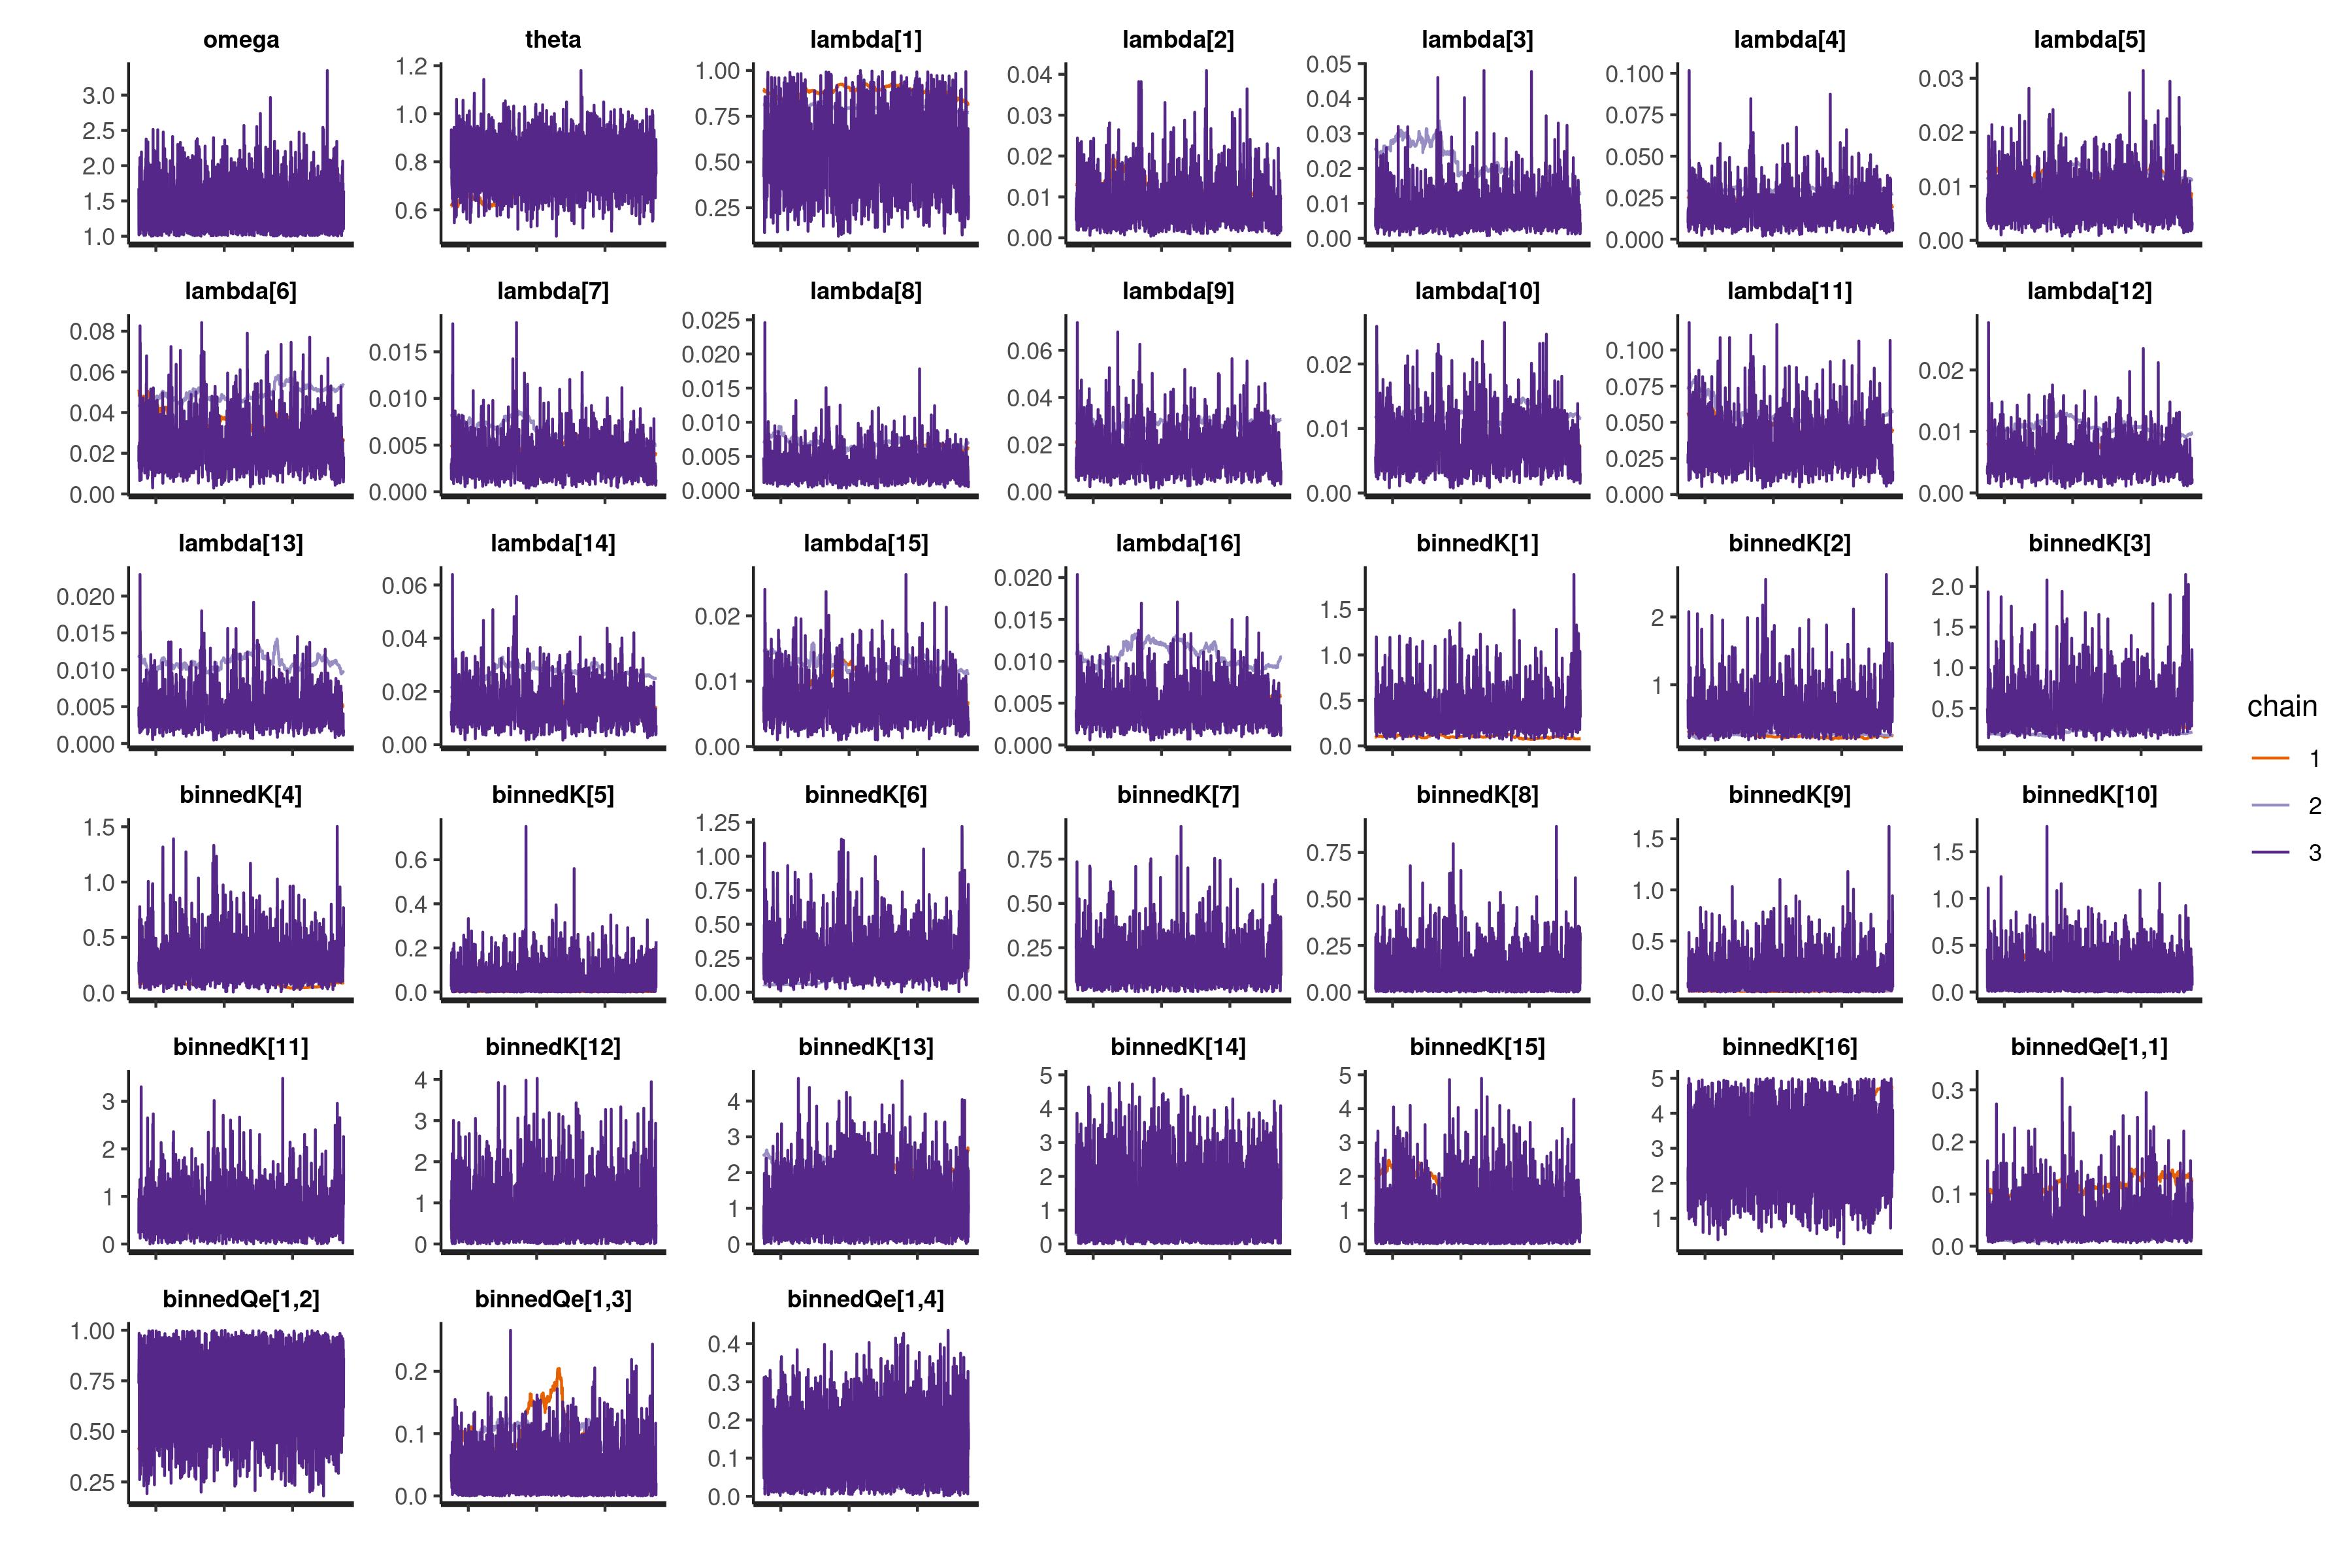 omega theta lambda[1] lambda[2] lambda[3] lambda[4] lambda[5]
3.0 2.5 2.0 1.5 1.0
1.2 1.0 0.8 0.6
1.00 0.75 0.50 0.25
0.04 0.03 0.02 0.01 0.00
0.05 0.04 0.03 0.02 0.01 0.00
0.100 0.075 0.050 0.025 0.000
0.03 0.02 0.01 0.00
lambda[6] lambda[7] lambda[8] lambda[9] lambda[10] lambda[11] lambda[12]
0.08 0.06 0.04 0.02 0.00
0.015 0.010 0.005 0.000
0.025 0.020 0.015 0.010 0.005 0.000
0.06 0.04 0.02 0.00
0.02 0.01 0.00
0.100 0.075 0.050 0.025 0.000
0.02 0.01 0.00
lambda[13] lambda[14] lambda[15] lambda[16] binnedK[1] binnedK[2] binnedK[3]
0.020 0.015 0.010 0.005 0.000
0.06 0.04 0.02 0.00
0.02 0.01 0.00
0.020 0.015 0.010 0.005 0.000
1.5 1.0 0.5 0.0
2 1
2.0 1.5 1.0 0.5
chain
1
2
3
binnedK[4] binnedK[5] binnedK[6] binnedK[7] binnedK[8] binnedK[9] binnedK[10]
1.5 1.0 0.5 0.0
0.6 0.4 0.2 0.0
1.25 1.00 0.75 0.50 0.25 0.00
0.75 0.50 0.25 0.00
0.75 0.50 0.25 0.00
1.5 1.0 0.5 0.0
1.5 1.0 0.5 0.0
binnedK[11] binnedK[12] binnedK[13] binnedK[14] binnedK[15] binnedK[16] binnedQe[1,1]
3 2 1 0
4 3 2 1 0
4 3 2 1 0
5 4 3 2 1 0
5 4 3 2 1 0
5 4 3 2 1
0.3 0.2 0.1 0.0
binnedQe[1,2] binnedQe[1,3] binnedQe[1,4]
1.00 0.75 0.50 0.25
0.2 0.1 0.0
0.4 0.3 0.2 0.1 0.0